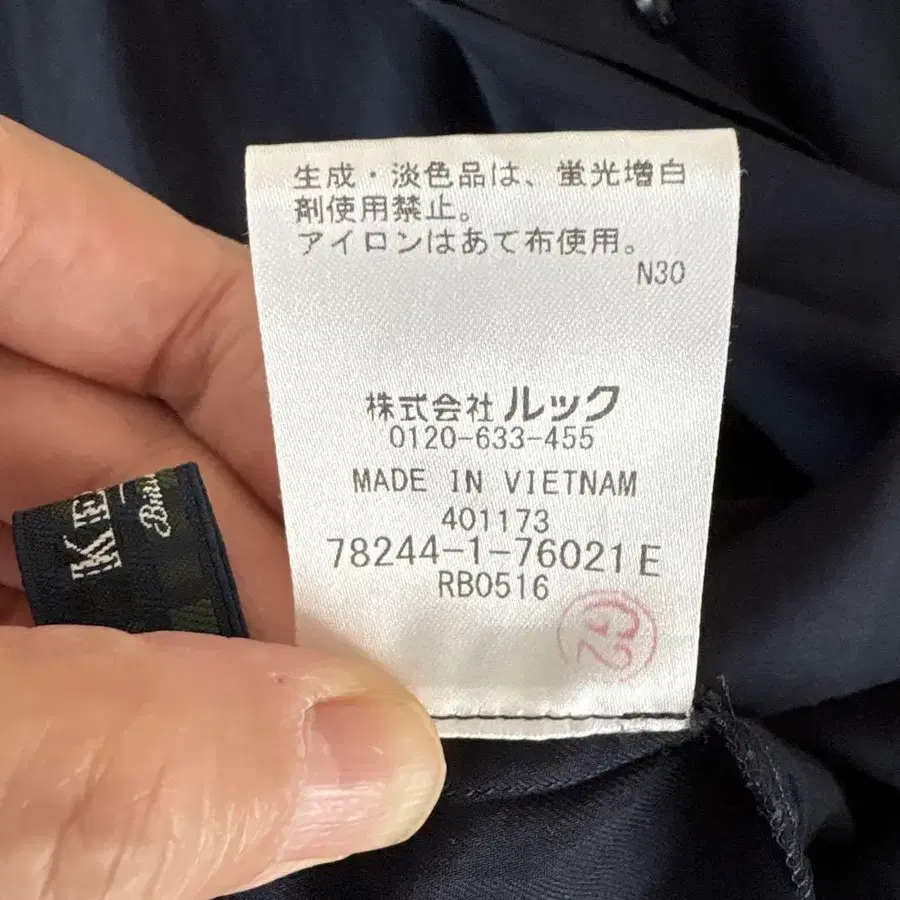 生成・淡色品は、蛍光増白
剤使用禁止。
アイロンはあて布使用。
N30
株式会社 ルック
0120-633-455
MADE IN VIETNAM
401173
78244-1-76021E
RB0516
KE